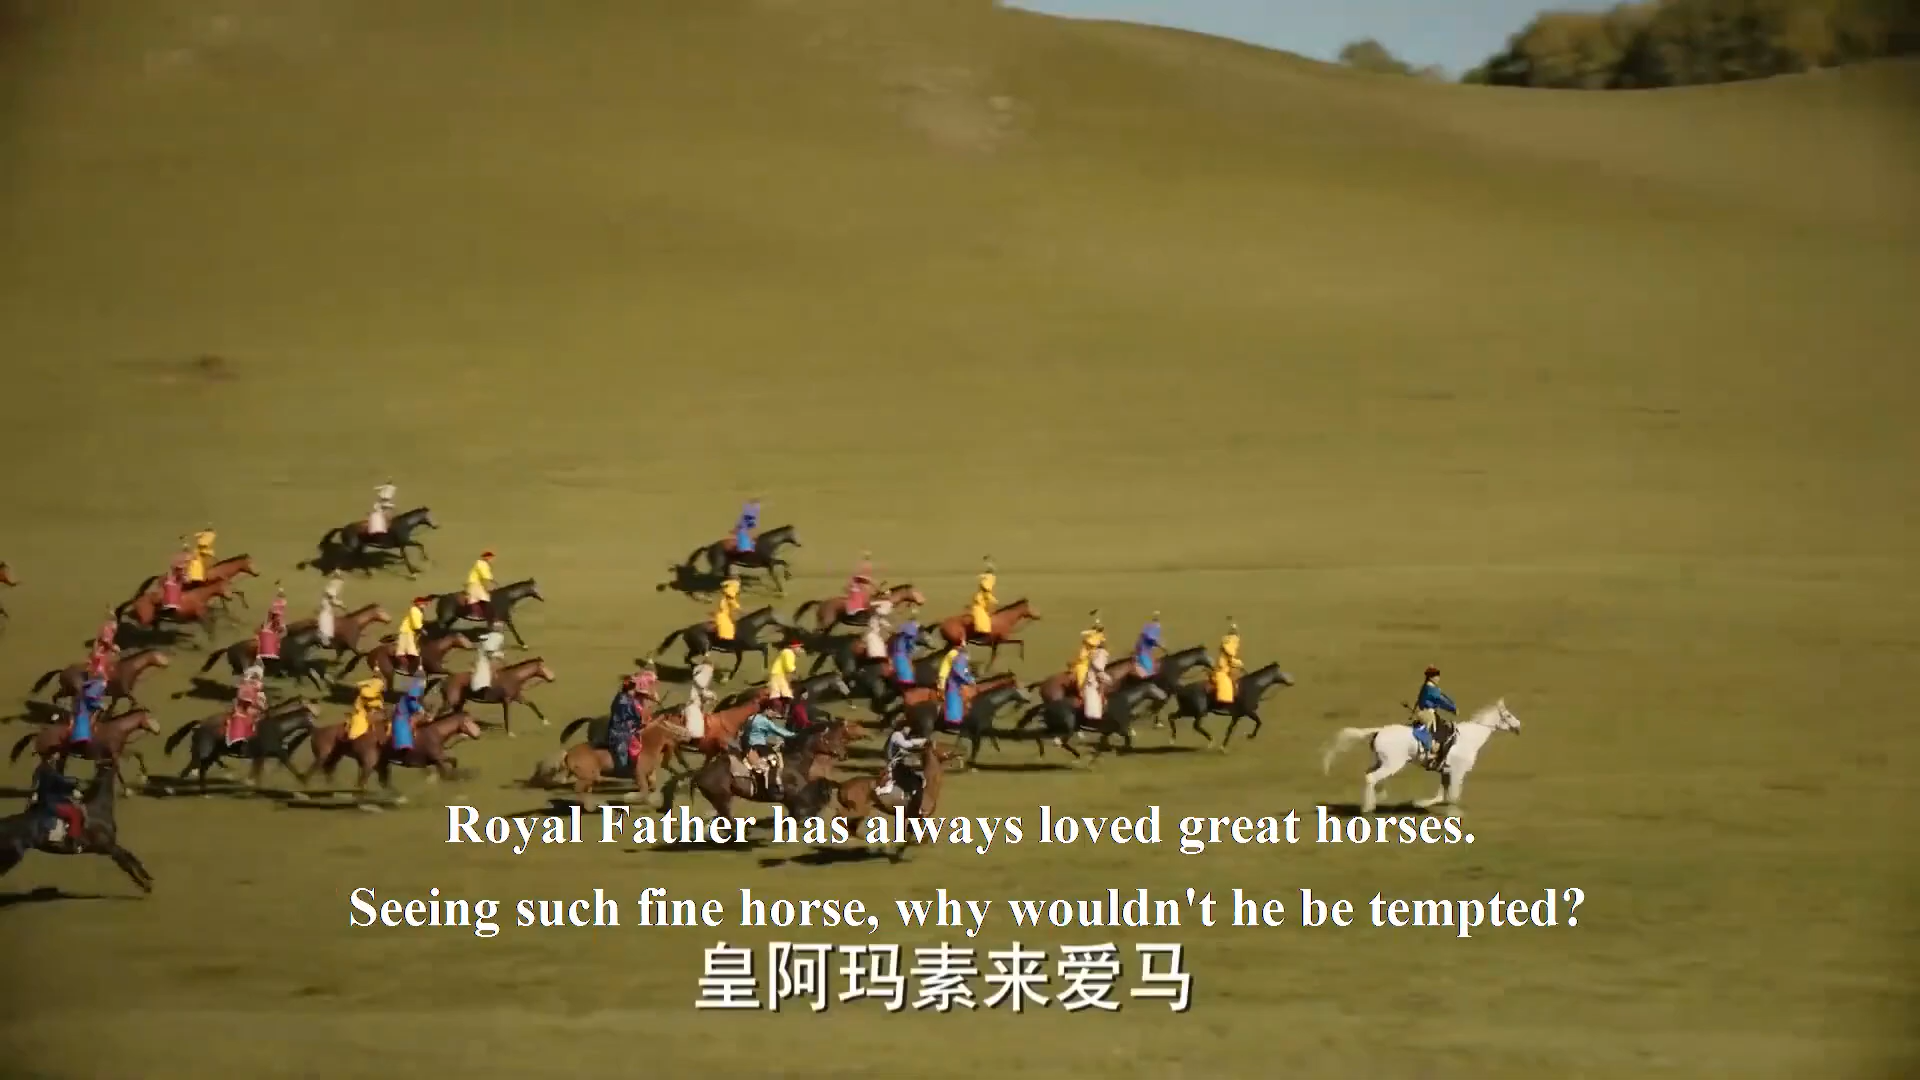 Royal Father has always loved great horses.
Seeing such fine horse, why wouldn't he be tempted?
皇阿玛素来爱马